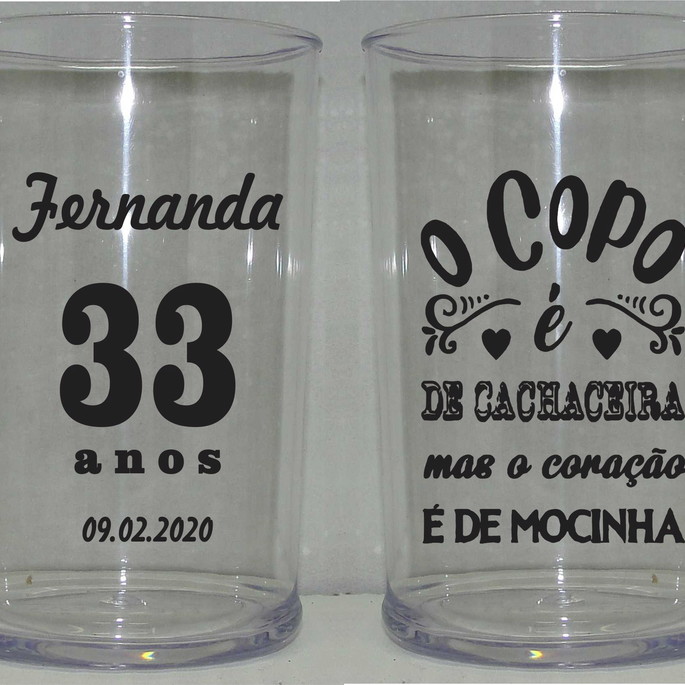 Fernanda
33
anos
09.02.2020
O Copo
é
DE CACHACEIRA
mas o coração
É DE MOCINHA